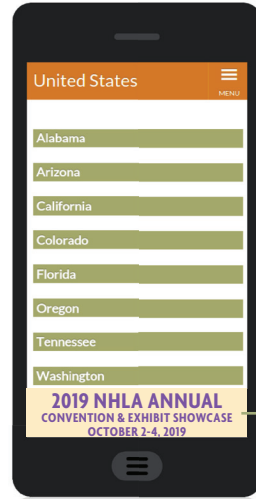 United States
MENU
Alabama
Arizona
California
Colorado
Florida
Oregon
Tennessee
Washington
2019 NHLA ANNUAL
CONVENTION & EXHIBIT SHOWCASE
OCTOBER 2-4, 2019